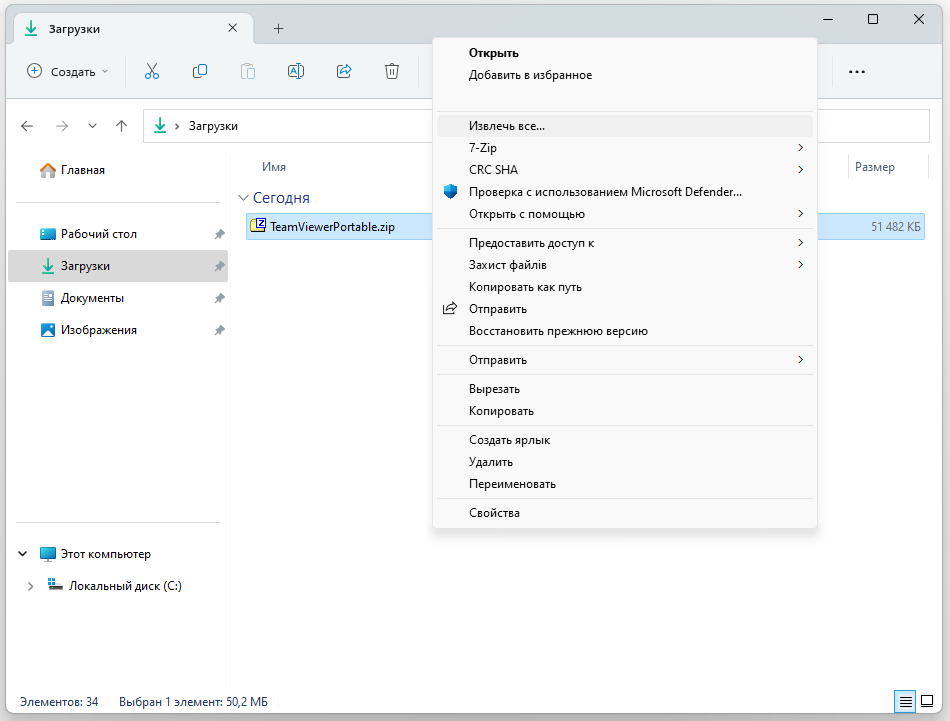 Загрузки
Создать
Загрузки
Главная
Рабочий стол
Загрузки
Документы
Изображения
Этот компьютер
Локальный диск (C:)
Имя
Размер
Сегодня
TeamViewerPortable.zip
51 482 КБ
Открыть
Добавить в избранное
Извлечь все...
7-Zip
CRC SHA
Проверка с использованием Microsoft Defender...
Открыть с помощью
Предоставить доступ к
Захист файлів
Копировать как путь
Отправить
Восстановить прежнюю версию
Отправить
Вырезать
Копировать
Создать ярлык
Удалить
Переименовать
Свойства
Элементов: 34
Выбран 1 элемент: 50,2 МБ